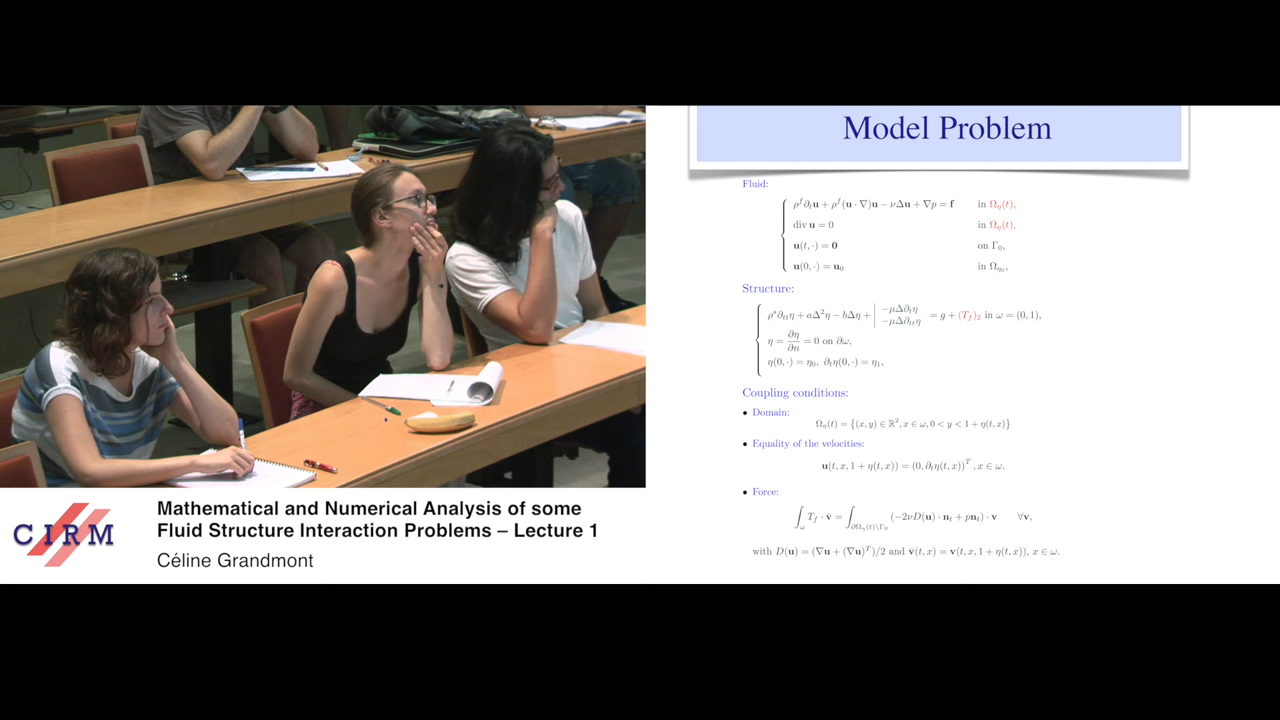 Model Problem
Fluid:
ρ^f ∂_t u + ρ^f (u · ∇)u − νΔu + ∇p = f in Ω_η(t),
div u = 0 in Ω_η(t),
u(t, ·) = 0 on Γ_0,
u(0, ·) = u_0 in Ω_{η_0},
Structure:
ρ^s ∂_{tt} η + aΔ²η − bΔη + | −μΔ∂_t η
−μΔ∂_{tt} η = g + (T_f)_2 in ω = (0, 1),
η = ∂η/∂n = 0 on ∂ω,
η(0, ·) = η_0, ∂_t η(0, ·) = η_1,
Coupling conditions:
• Domain:
Ω_η(t) = {(x, y) ∈ ℝ², x ∈ ω, 0 < y < 1 + η(t, x)}
• Equality of the velocities:
u(t, x, 1 + η(t, x)) = (0, ∂_t η(t, x))^T, x ∈ ω.
• Force:
∫_ω T_f · v̄ = ∫_{∂Ω_η(t)\Γ_0} (−2νD(u) · n_t + pn_t) · v ∀v,
with D(u) = (∇u + (∇u)^T)/2 and v̄(t, x) = v(t, x, 1 + η(t, x)), x ∈ ω.
CIRM
Mathematical and Numerical Analysis of some
Fluid Structure Interaction Problems – Lecture 1
Céline Grandmont